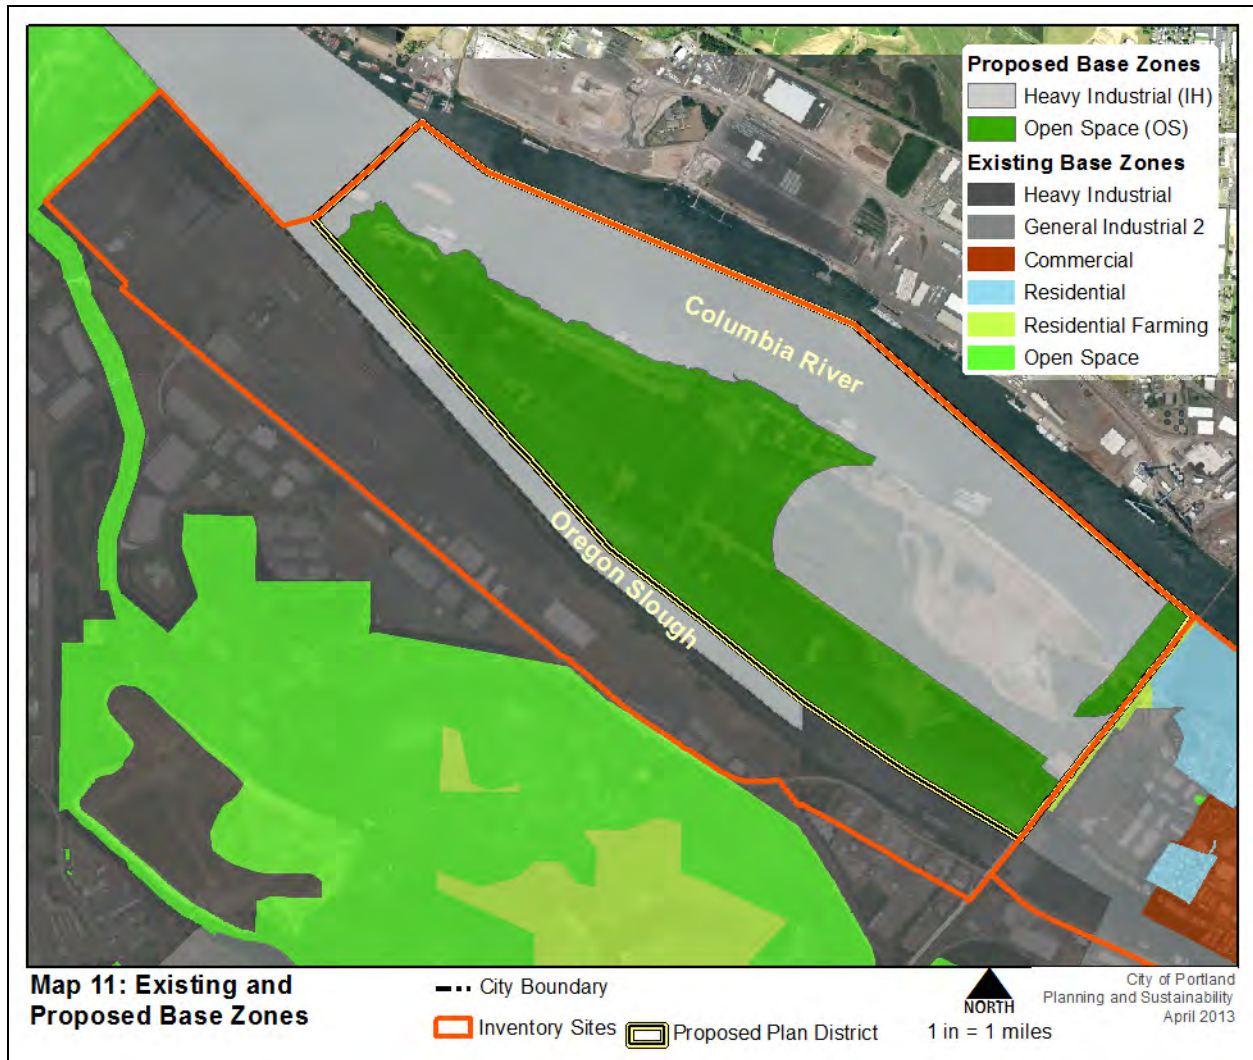 Proposed Base Zones
Heavy Industrial (IH)
Open Space (OS)
Existing Base Zones
Heavy Industrial
General Industrial 2
Commercial
Residential
Residential Farming
Open Space
Columbia River
Oregon Slough
Map 11: Existing and
Proposed Base Zones
City Boundary
Inventory Sites
Proposed Plan District
NORTH
1 in = 1 miles
City of Portland
Planning and Sustainability
April 2013